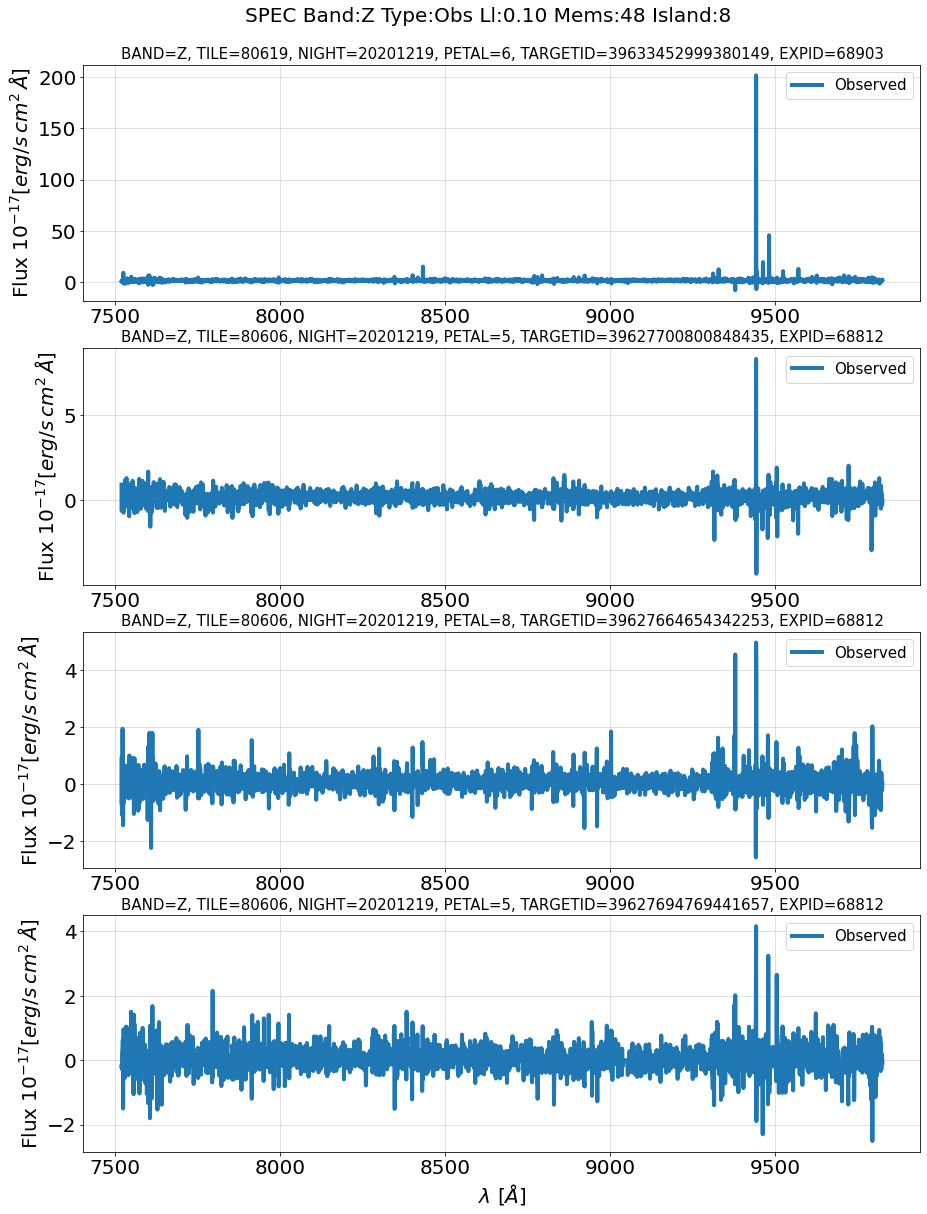 SPEC Band:Z Type:Obs Ll:0.10 Mems:48 Island:8
BAND=Z, TILE=80619, NIGHT=20201219, PETAL=6, TARGETID=39633452999380149, EXPID=68903
Flux 10^{-17}[erg/s cm^2 Å]
200
150
100
50
0
Observed
7500 8000 8500 9000 9500
BAND=Z, TILE=80606, NIGHT=20201219, PETAL=5, TARGETID=39627700800848435, EXPID=68812
Flux 10^{-17}[erg/s cm^2 Å]
5
0
Observed
7500 8000 8500 9000 9500
BAND=Z, TILE=80606, NIGHT=20201219, PETAL=8, TARGETID=39627664654342253, EXPID=68812
Flux 10^{-17}[erg/s cm^2 Å]
4
2
0
−2
Observed
7500 8000 8500 9000 9500
BAND=Z, TILE=80606, NIGHT=20201219, PETAL=5, TARGETID=39627694769441657, EXPID=68812
Flux 10^{-17}[erg/s cm^2 Å]
4
2
0
−2
Observed
7500 8000 8500 9000 9500
λ [Å]